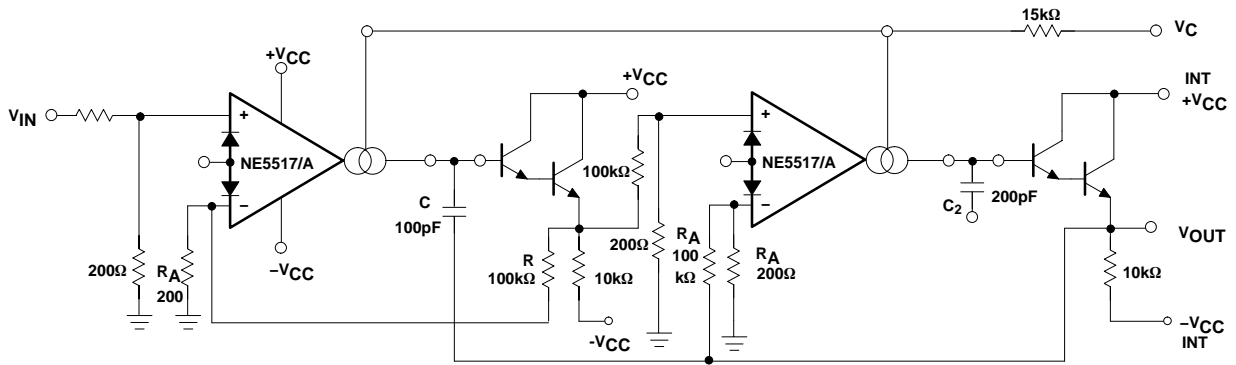 15kΩ
VC
+VCC
+VCC
INT
+VCC
VIN
+
NE5517/A
−
−VCC
200Ω
RA
200
C
100pF
100kΩ
R
100kΩ
10kΩ
-VCC
200Ω
+
NE5517/A
−
RA
100
kΩ
RA
200Ω
C2
200pF
VOUT
10kΩ
−VCC
INT